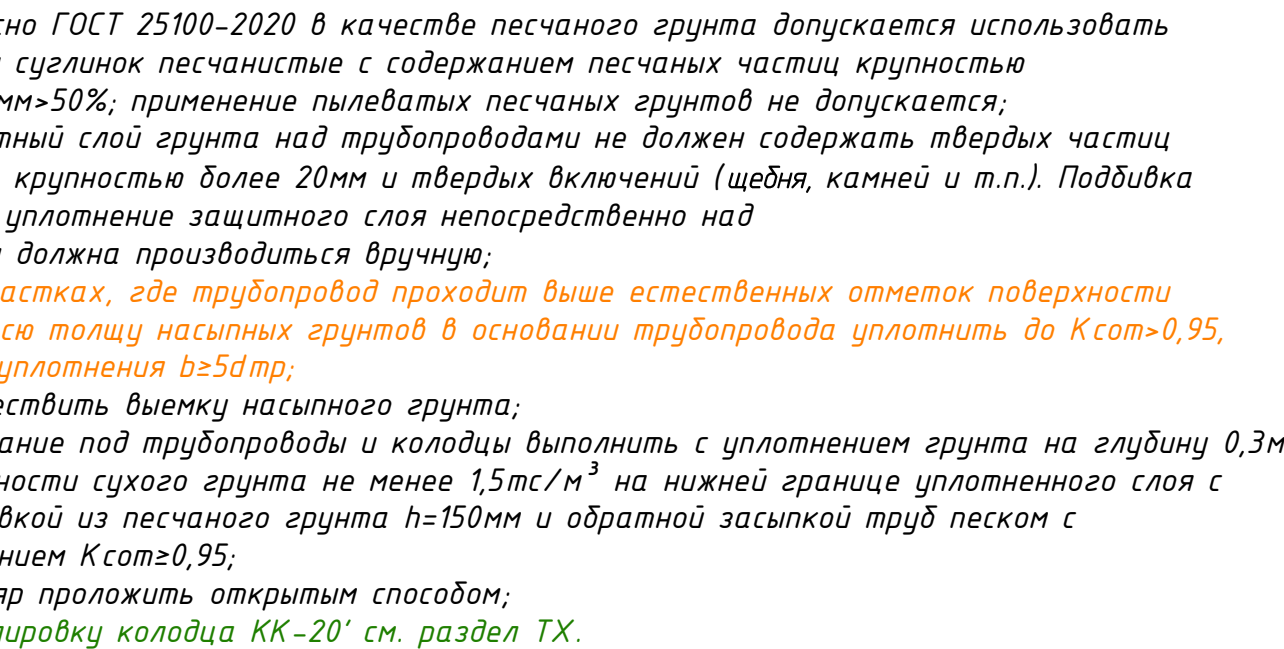 сно ГОСТ 25100-2020 в качестве песчаного грунта допускается использовать
суглинок песчанистые с содержанием песчаных частиц крупностью
мм>50%; применение пылеватых песчаных грунтов не допускается;
тный слой грунта над трубопроводами не должен содержать твердых частиц
крупностью более 20мм и твердых включений (щебня, камней и т.п.). Подбивка
уплотнение защитного слоя непосредственно над
должна производиться вручную;
астках, где трубопровод проходит выше естественных отметок поверхности
сю толщу насыпных грунтов в основании трубопровода уплотнить до Ксот>0,95,
уплотнения b≥5dтр;
ествить выемку насыпного грунта;
ание под трубопроводы и колодцы выполнить с уплотнением грунта на глубину 0,3м
ности сухого грунта не менее 1,5тс/м³ на нижней границе уплотненного слоя с
вкой из песчаного грунта h=150мм и обратной засыпкой труб песком с
нием Ксот≥0,95;
яр проложить открытым способом;
ировку колодца КК-20' см. раздел ТХ.